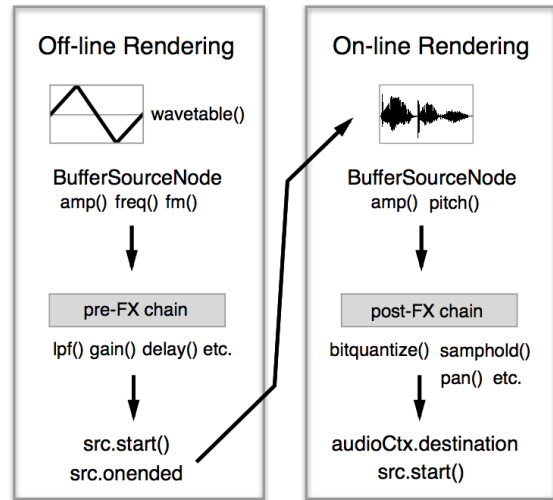 Off-line Rendering
wavetable()
BufferSourceNode
amp() freq() fm()
pre-FX chain
lpf() gain() delay() etc.
src.start()
src.onended
On-line Rendering
BufferSourceNode
amp() pitch()
post-FX chain
bitquantize() samphold()
pan() etc.
audioCtx.destination
src.start()